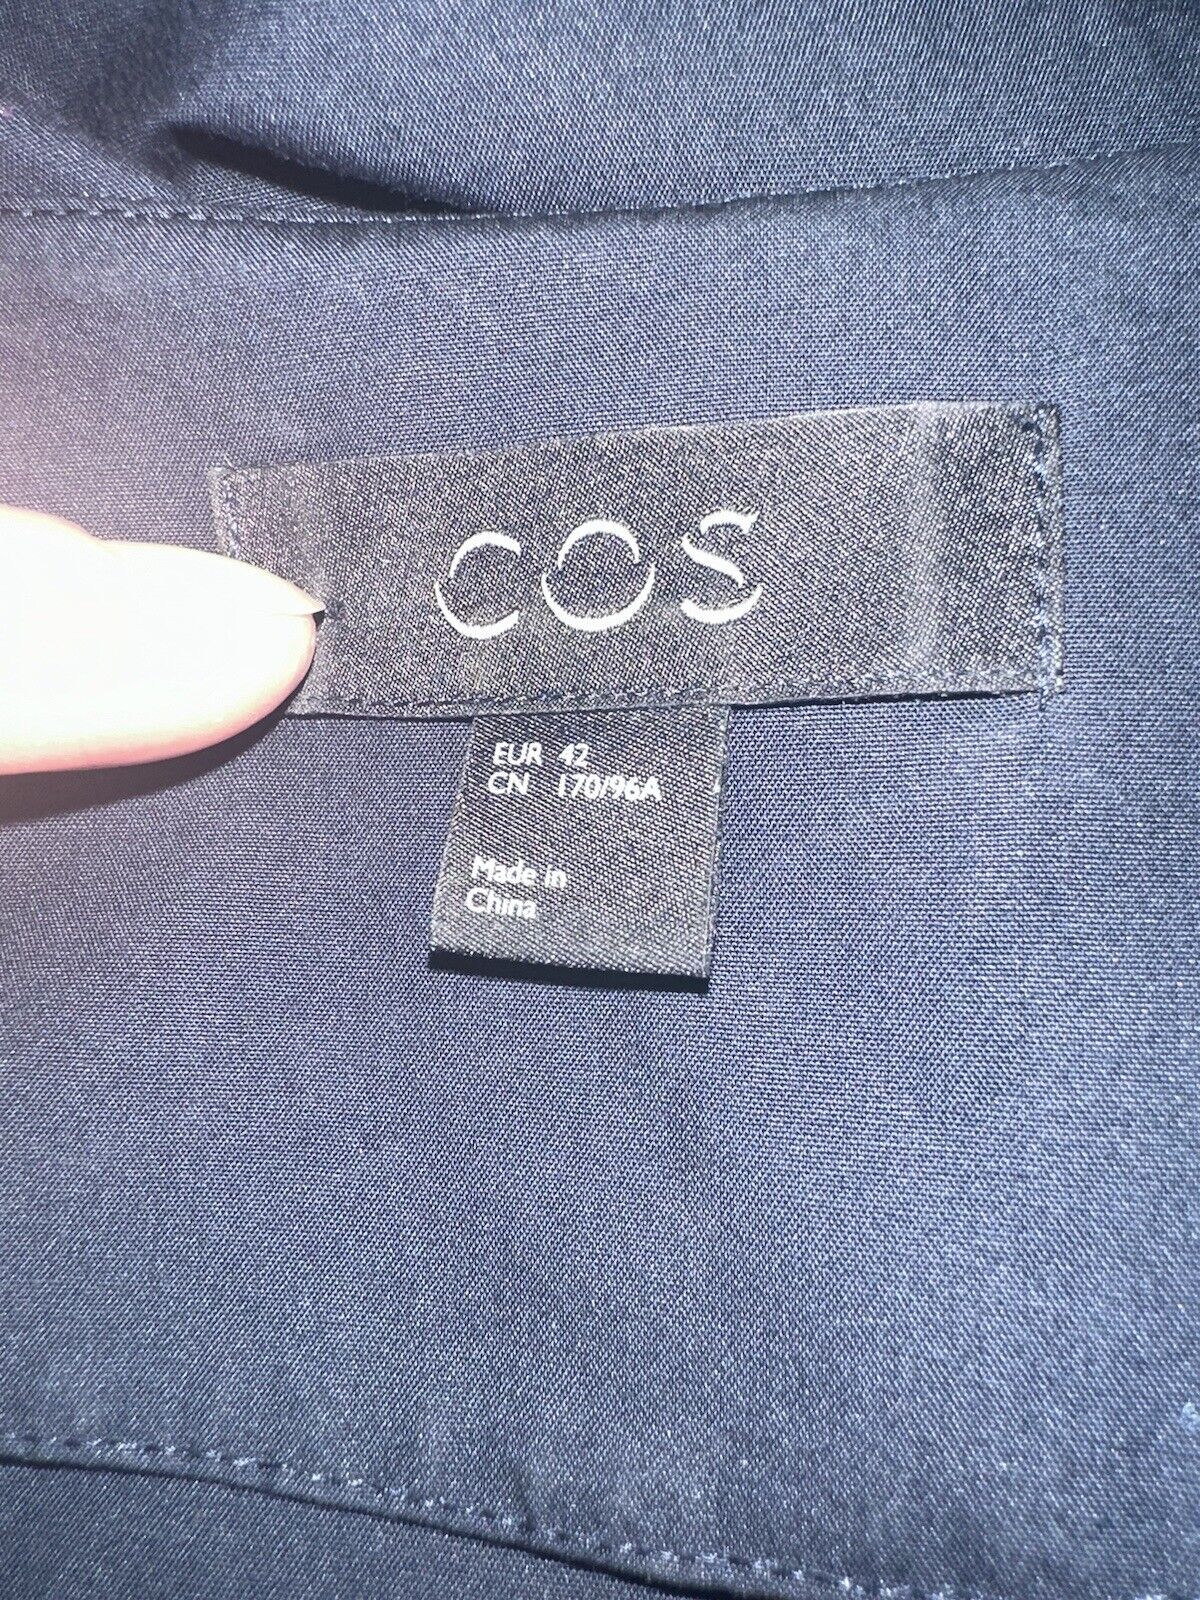 COS
EUR 42
CN 170/96A
Made in
China